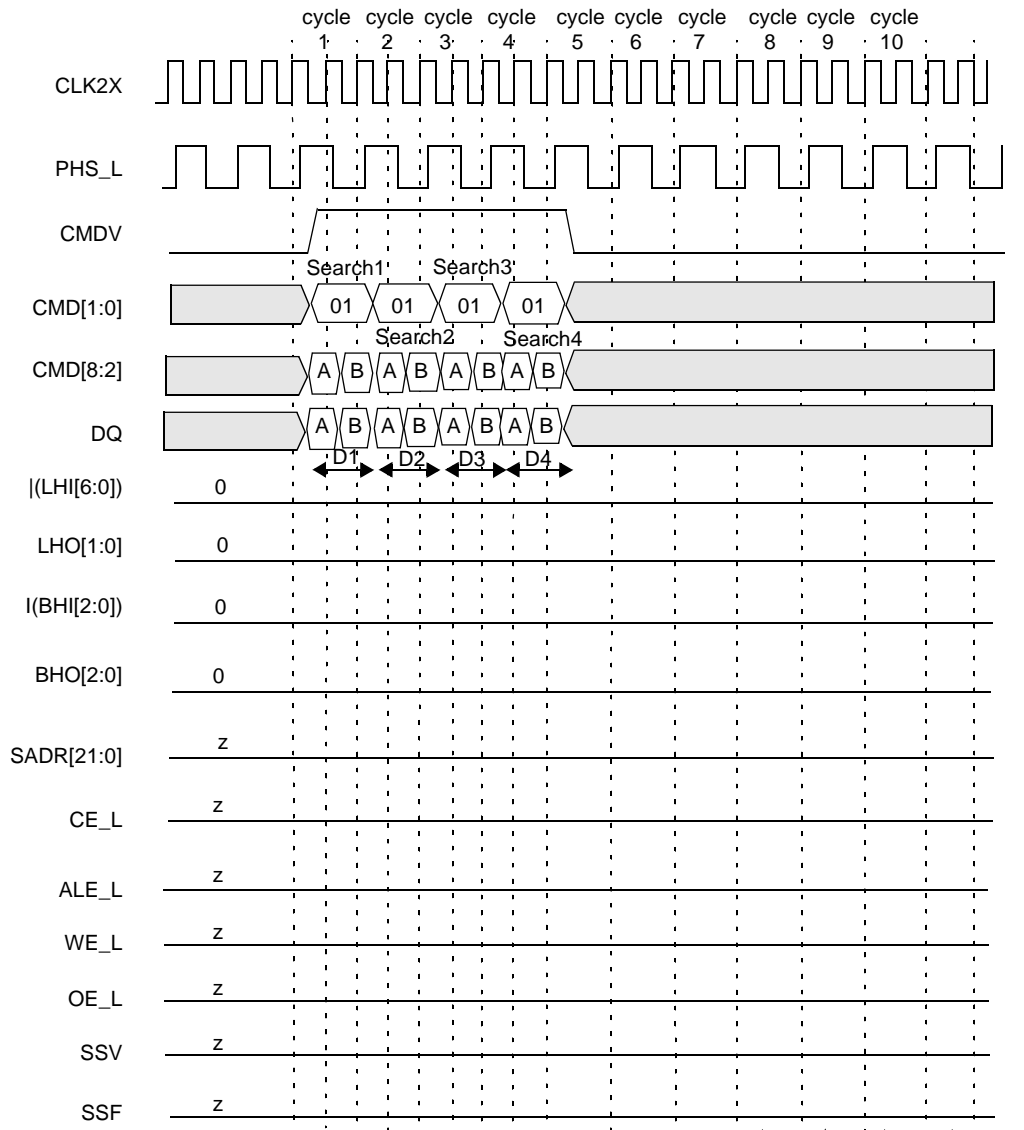 cycle cycle cycle cycle cycle cycle cycle cycle cycle cycle
1 2 3 4 5 6 7 8 9 10
CLK2X
PHS_L
CMDV
Search1 Search3
CMD[1:0] 01 01 01 01
Search2 Search4
CMD[8:2] A B A B A B A B
DQ A B A B A B A B
D1 D2 D3 D4
|(LHI[6:0]) 0
LHO[1:0] 0
I(BHI[2:0]) 0
BHO[2:0] 0
SADR[21:0] z
CE_L z
ALE_L z
WE_L z
OE_L z
SSV z
SSF z